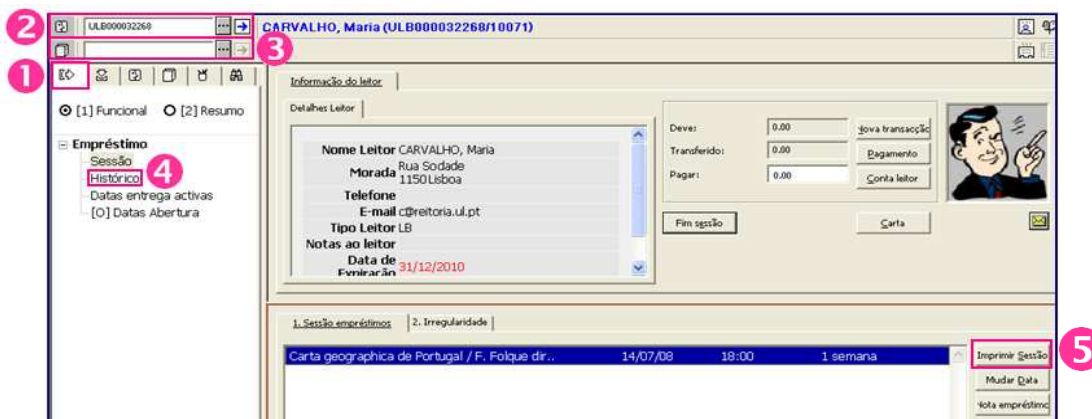 2 ULB000032268 ... CARVALHO, Maria (ULB000032268/10071)
... 3
1
[1] Funcional [2] Resumo
Empréstimo
Sessão
Histórico 4
Datas entrega activas
[O] Datas Abertura
Informação do leitor
Detalhes Leitor
Nome Leitor CARVALHO, Maria
Morada Rua Sodade
1150 Lisboa
Telefone
E-mail c@reitoria.ul.pt
Tipo Leitor LB
Notas ao leitor
Data de Expiração 31/12/2010
Deve: 0.00 Nova transacção
Transferido: 0.00 Pagamento
Pagar: 0.00 Conta leitor
Fim sessão Carta
1. Sessão empréstimos 2. Irregularidade
Carta geographica de Portugal / F. Folque dir.. 14/07/08 18:00 1 semana
Imprimir Sessão 5
Mudar Data
Nota empréstimo